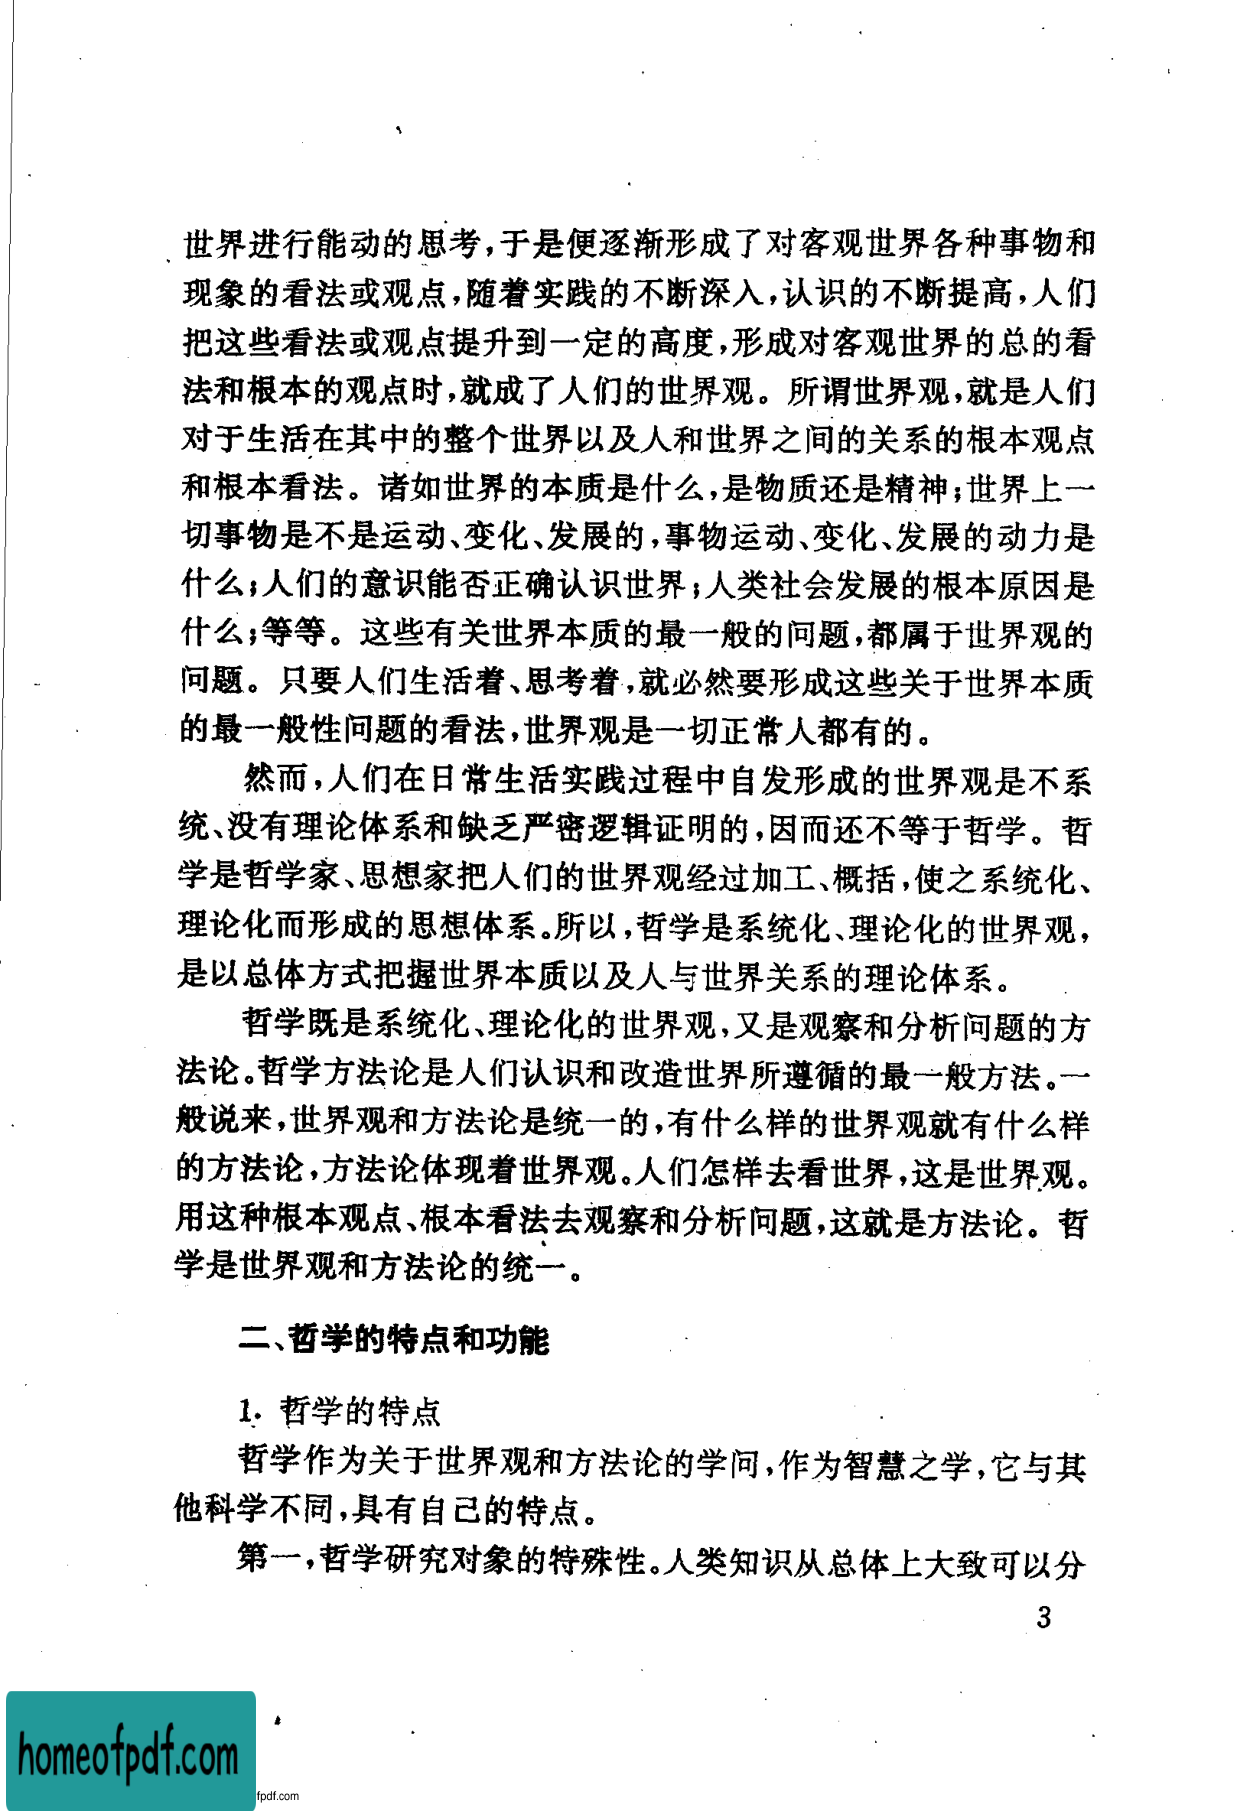 世界进行能动的思考,于是便逐渐形成了对客观世界各种事物和
现象的看法或观点,随着实践的不断深入,认识的不断提高,人们
把这些看法或观点提升到一定的高度,形成对客观世界的总的看
法和根本的观点时,就成了人们的世界观。所谓世界观,就是人们
对于生活在其中的整个世界以及人和世界之间的关系的根本观点
和根本看法。诸如世界的本质是什么,是物质还是精神;世界上一
切事物是不是运动、变化、发展的,事物运动、变化、发展的动力是
什么;人们的意识能否正确认识世界;人类社会发展的根本原因是
什么;等等。这些有关世界本质的最一般的问题,都属于世界观的
问题。只要人们生活着、思考着,就必然要形成这些关于世界本质
的最一般性问题的看法,世界观是一切正常人都有的。
然而,人们在日常生活实践过程中自发形成的世界观是不系
统、没有理论体系和缺乏严密逻辑证明的,因而还不等于哲学。哲
学是哲学家、思想家把人们的世界观经过加工、概括,使之系统化、
理论化而形成的思想体系。所以,哲学是系统化、理论化的世界观,
是以总体方式把握世界本质以及人与世界关系的理论体系。
哲学既是系统化、理论化的世界观,又是观察和分析问题的方
法论。哲学方法论是人们认识和改造世界所遵循的最一般方法。一
般说来,世界观和方法论是统一的,有什么样的世界观就有什么样
的方法论,方法论体现着世界观。人们怎样去看世界,这是世界观。
用这种根本观点、根本看法去观察和分析问题,这就是方法论。哲
学是世界观和方法论的统一。
二、哲学的特点和功能
1. 哲学的特点
哲学作为关于世界观和方法论的学问,作为智慧之学,它与其
他科学不同,具有自己的特点。
第一,哲学研究对象的特殊性。人类知识从总体上大致可以分
3
homeofpdf.com
fpdf.com